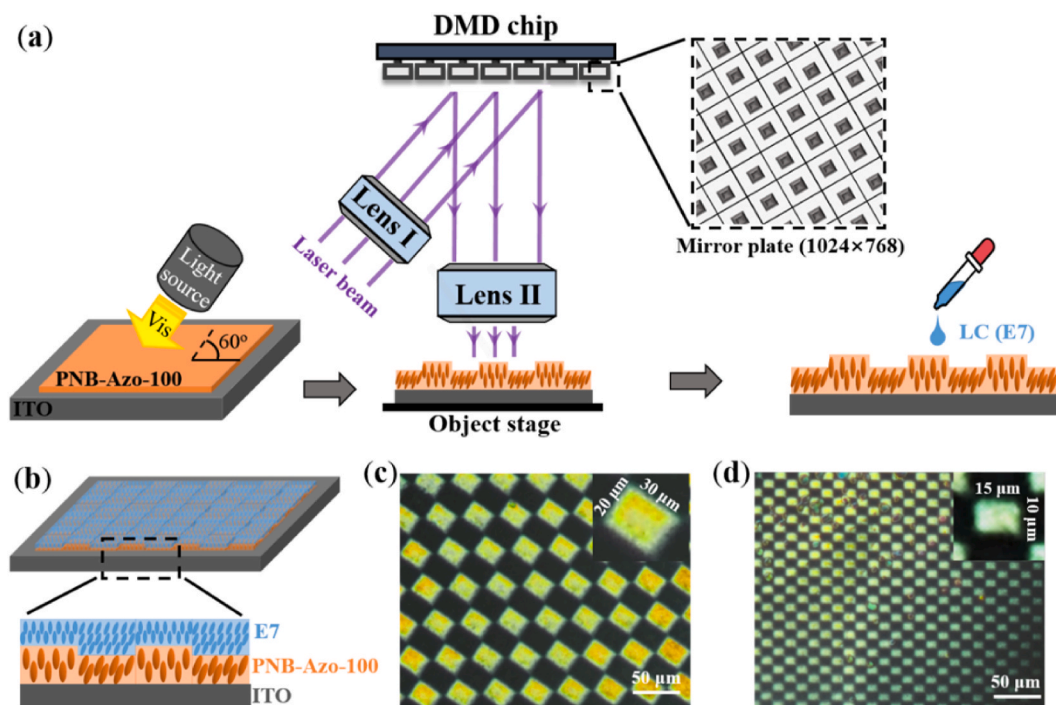 (a)
DMD chip
Lens I
Laser beam
Lens II
Mirror plate (1024×768)
Light
source
Vis
60°
PNB-Azo-100
ITO
Object stage
LC (E7)
(b)
E7
PNB-Azo-100
ITO
(c)
20 μm
30 μm
50 μm
(d)
15 μm
10 μm
50 μm